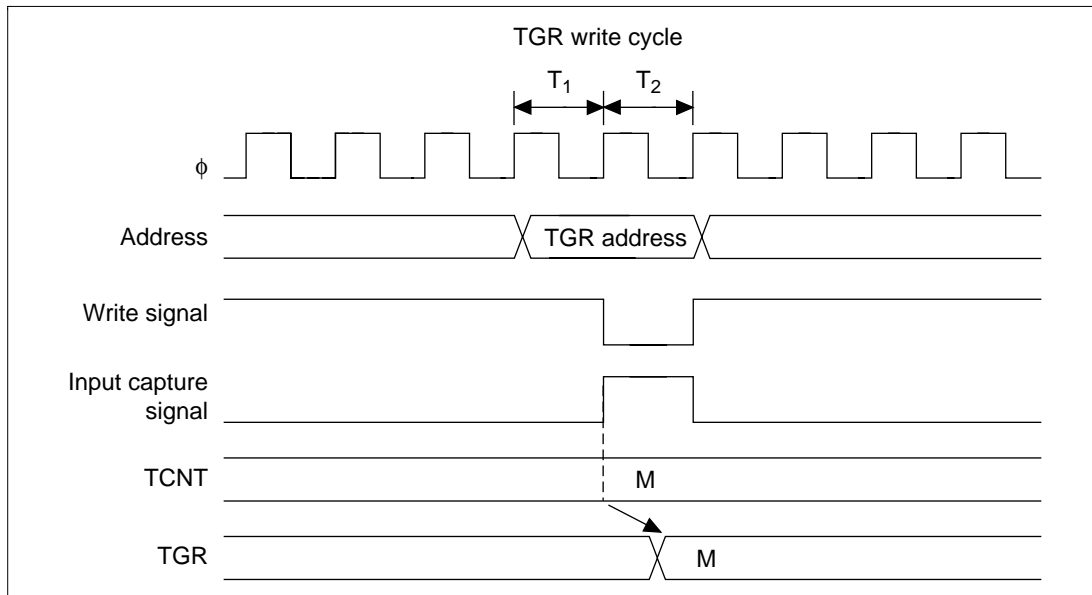 TGR write cycle
T1 T2
ϕ
Address
TGR address
Write signal
Input capture
signal
TCNT
M
TGR
M